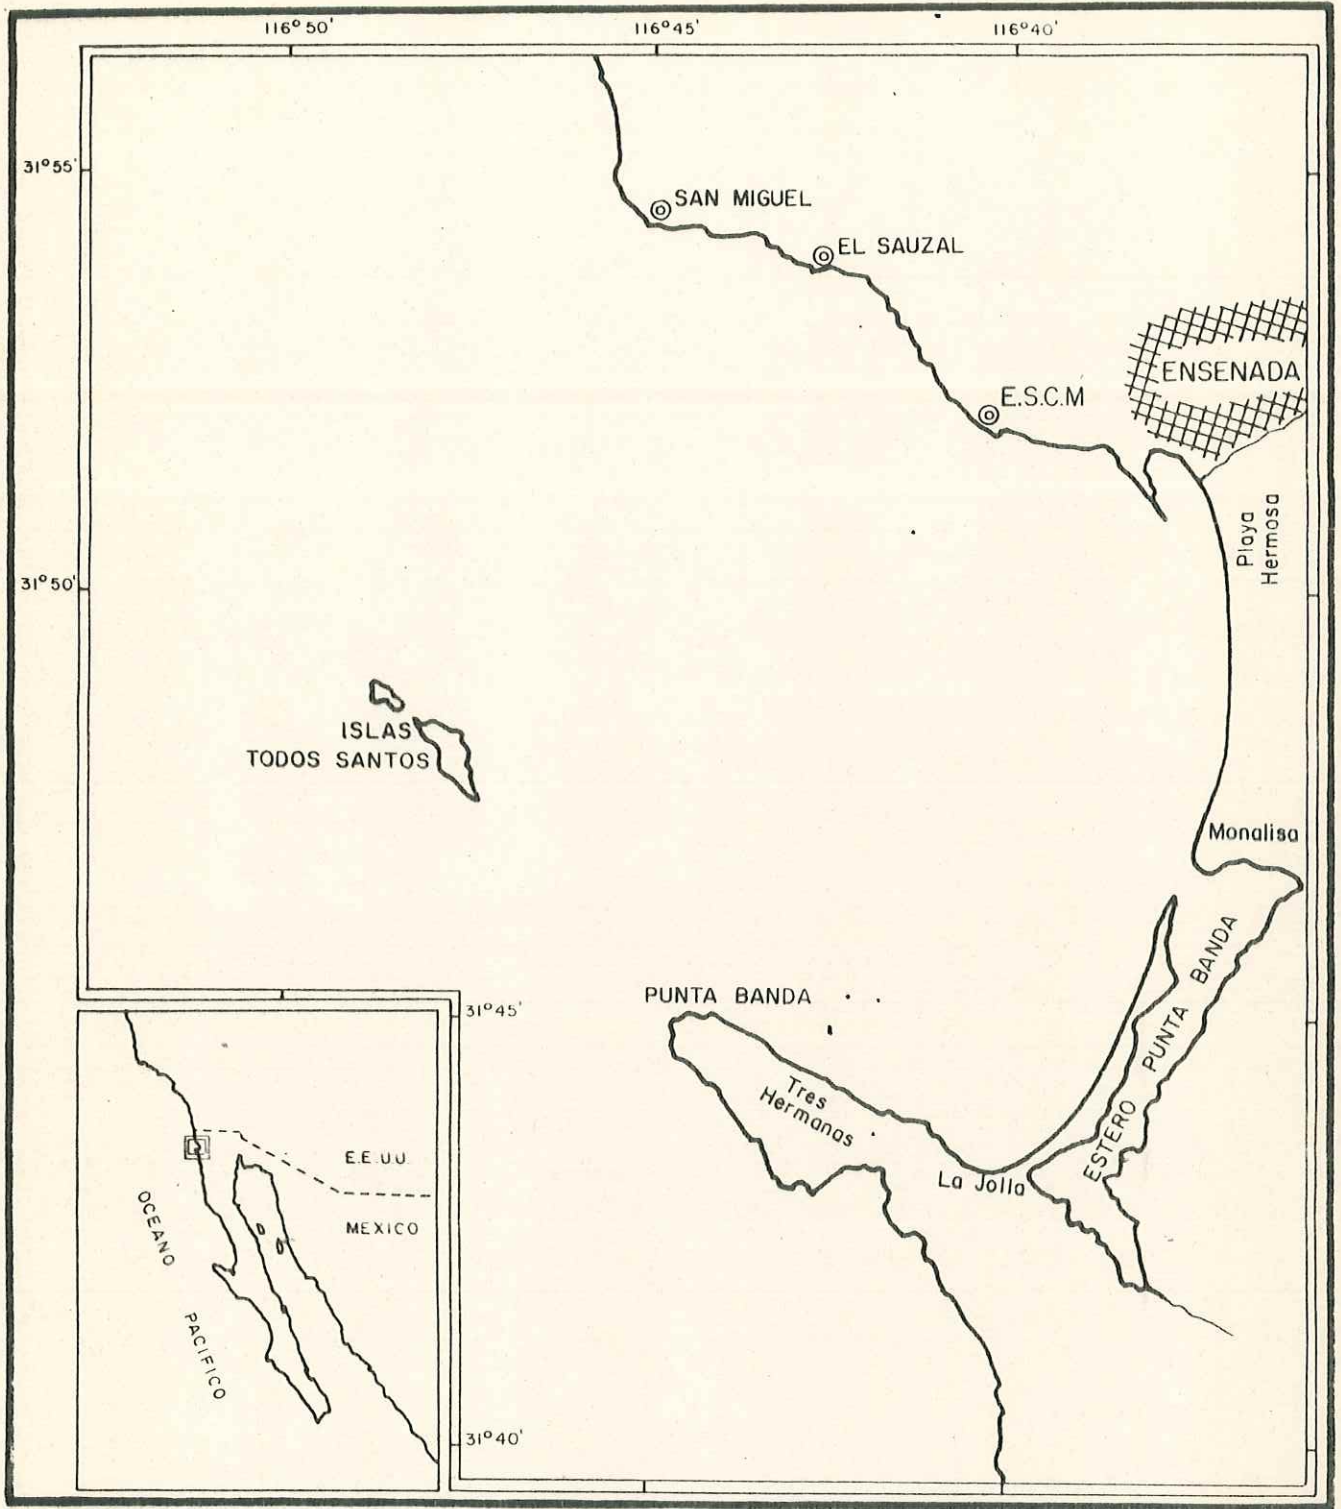 116°50'
116°45'
116°40'
31°55'
SAN MIGUEL
EL SAUZAL
ENSENADA
E.S.C.M
Playa
Hermosa
31°50'
ISLAS
TODOS SANTOS
Monalisa
ESTERO PUNTA BANDA
PUNTA BANDA
31°45'
Tres
Hermanas
La Jolla
E.E.U.U.
MEXICO
OCEANO PACIFICO
31°40'